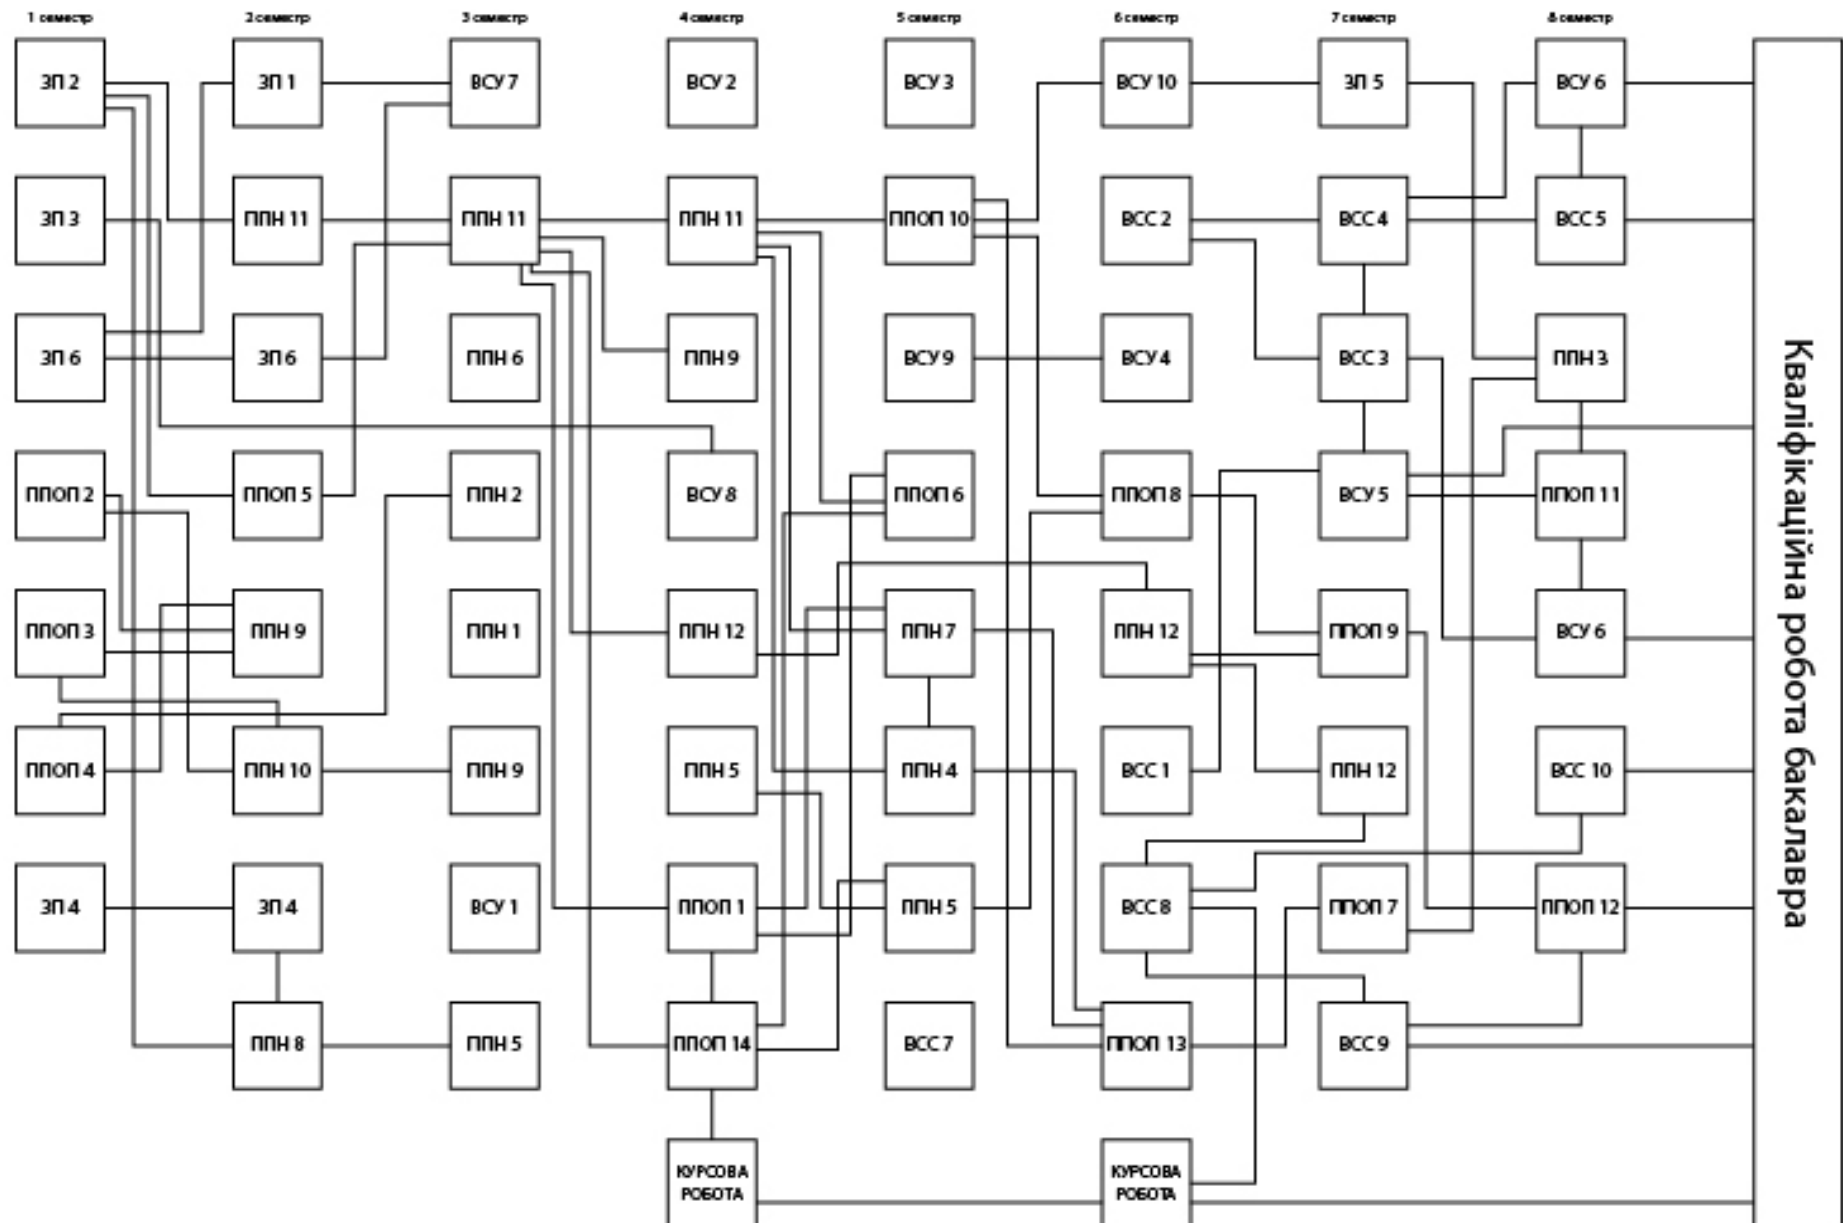 1 семестр 2 семестр 3 семестр 4 семестр 5 семестр 6 семестр 7 семестр 8 семестр
ЗП 2 ЗП 1 ВСУ 7 ВСУ 2 ВСУ 3 ВСУ 10 ЗП 5 ВСУ 6
ЗП 3 ППН 11 ППН 11 ППН 11 ППОП 10 ВСС 2 ВСС 4 ВСС 5
ЗП 6 ЗП 6 ППН 6 ППН 9 ВСУ 9 ВСУ 4 ВСС 3 ППН 3
ППОП 2 ППОП 5 ППН 2 ВСУ 8 ППОП 6 ППОП 8 ВСУ 5 ППОП 11
ППОП 3 ППН 9 ППН 1 ППН 12 ППН 7 ППН 12 ППОП 9 ВСУ 6
ППОП 4 ППН 10 ППН 9 ППН 5 ППН 4 ВСС 1 ППН 12 ВСС 10
ЗП 4 ЗП 4 ВСУ 1 ППОП 1 ППН 5 ВСС 8 ППОП 7 ППОП 12
ППН 8 ППН 5 ППОП 14 ВСС 7 ППОП 13 ВСС 9
КУРСОВА КУРСОВА
РОБОТА РОБОТА
Кваліфікаційна робота бакалавра